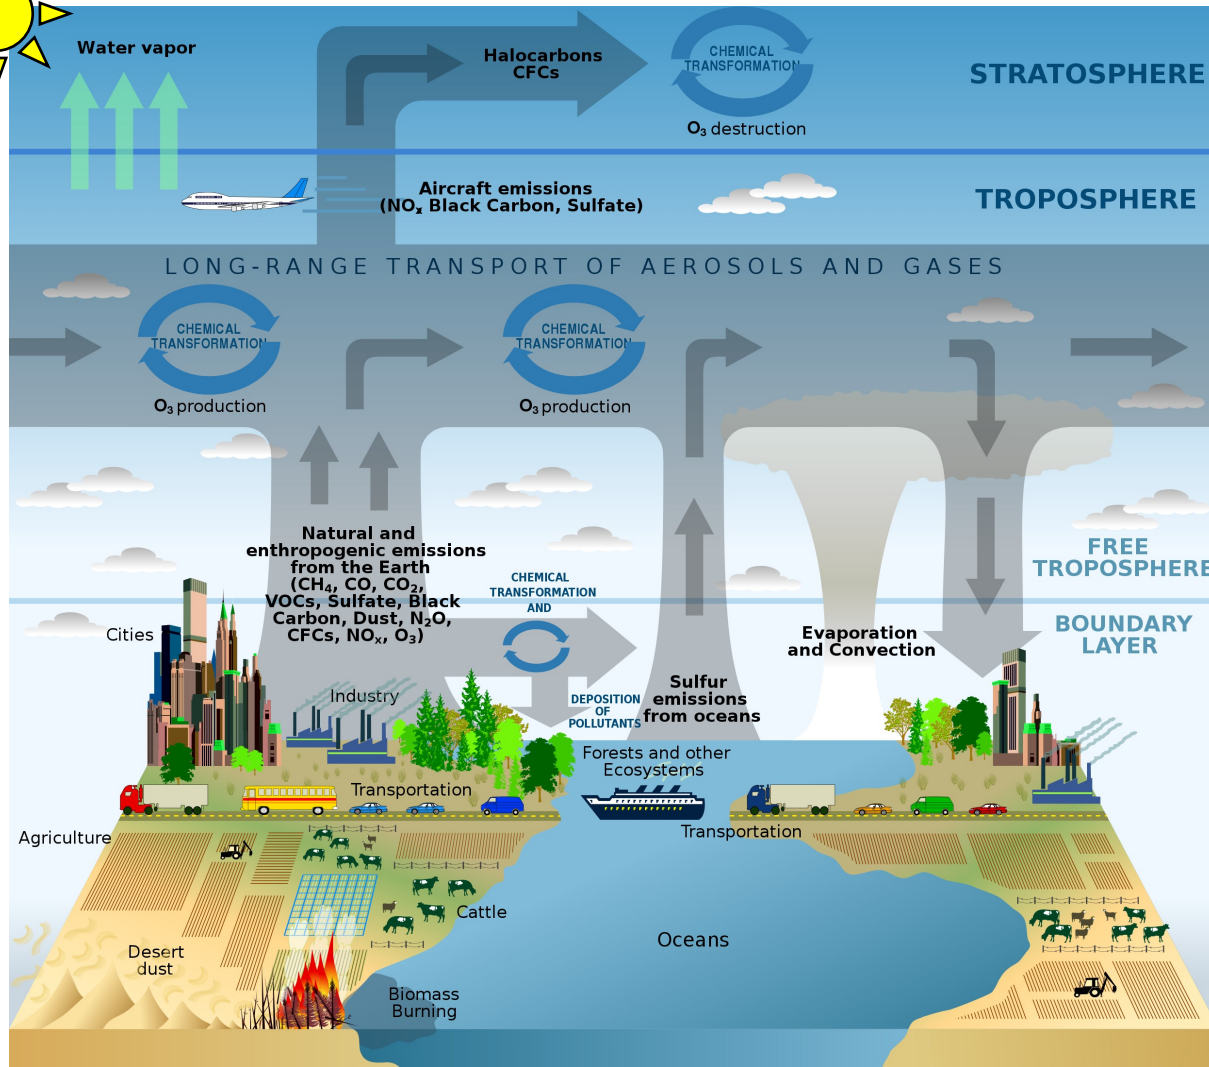 Water vapor
Halocarbons
CFCs
CHEMICAL
TRANSFORMATION
O₃ destruction
STRATOSPHERE
Aircraft emissions
(NOₓ Black Carbon, Sulfate)
TROPOSPHERE
LONG-RANGE TRANSPORT OF AEROSOLS AND GASES
CHEMICAL
TRANSFORMATION
O₃ production
CHEMICAL
TRANSFORMATION
O₃ production
Natural and
enthropogenic emissions
from the Earth
(CH₄, CO, CO₂,
VOCs, Sulfate, Black
Carbon, Dust, N₂O,
CFCs, NOₓ, O₃)
CHEMICAL
TRANSFORMATION
AND
DEPOSITION
OF
POLLUTANTS
FREE
TROPOSPHERE
BOUNDARY
LAYER
Evaporation
and Convection
Sulfur
emissions
from oceans
Cities
Industry
Forests and other
Ecosystems
Transportation
Transportation
Agriculture
Cattle
Oceans
Desert
dust
Biomass
Burning